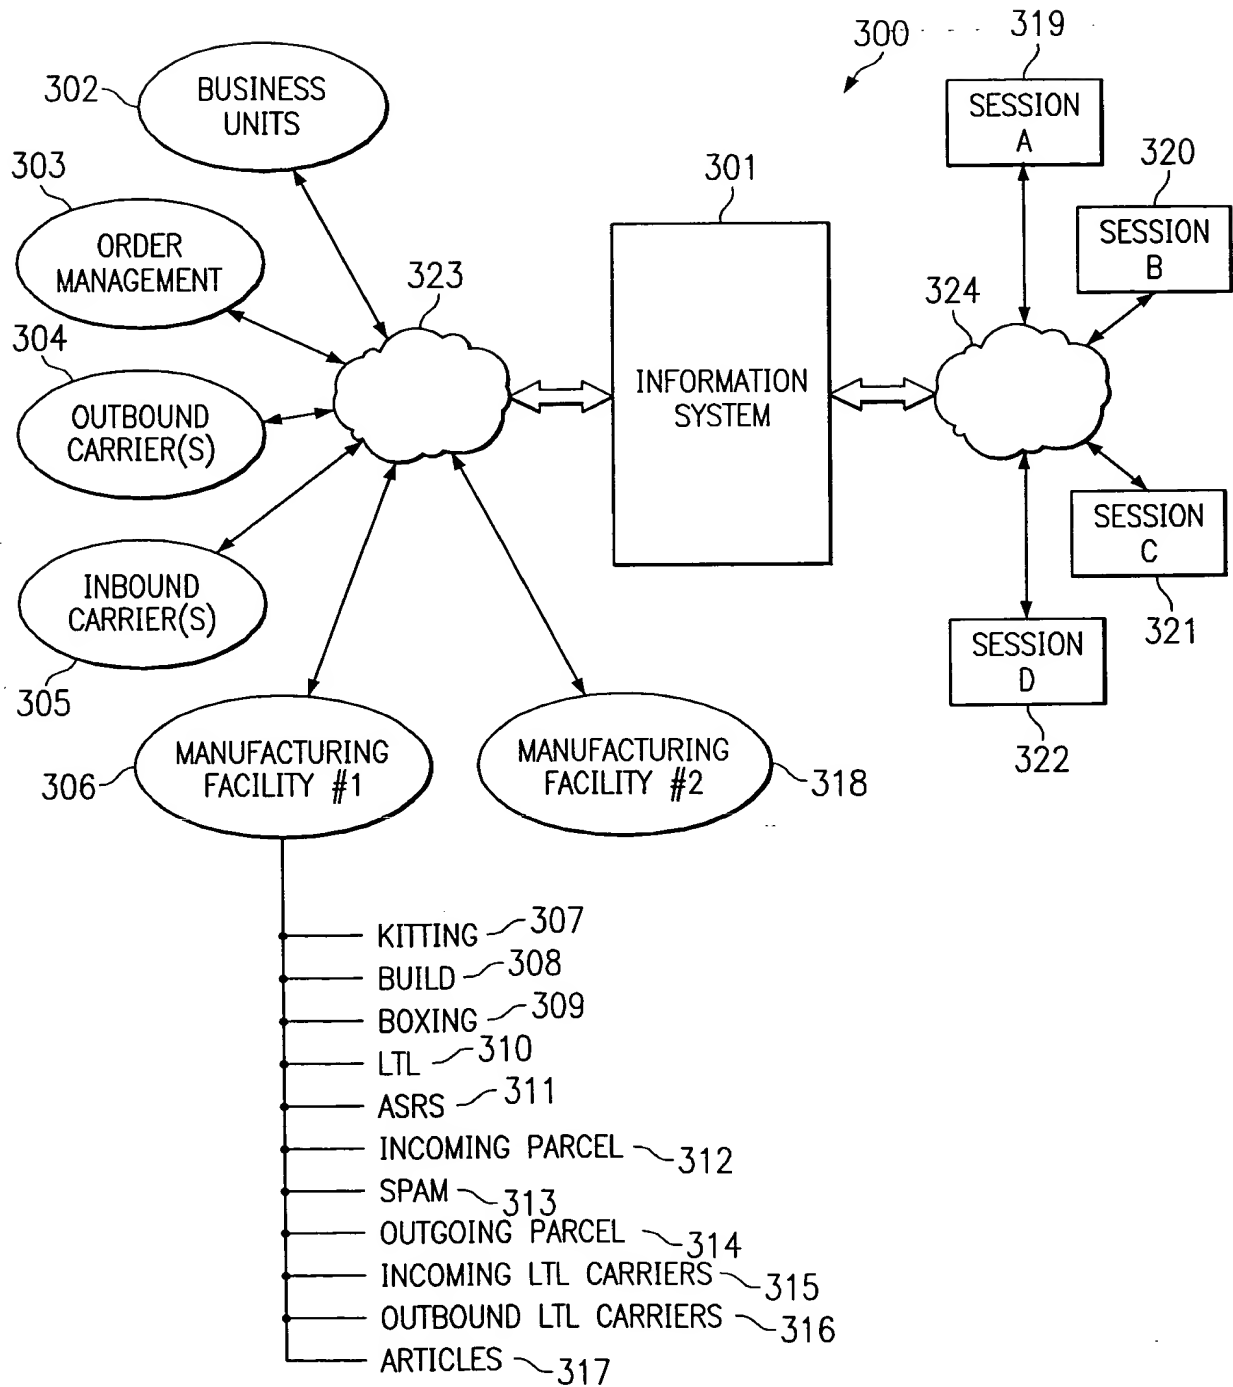 300
302
BUSINESS
UNITS
303
ORDER
MANAGEMENT
304
OUTBOUND
CARRIER(S)
INBOUND
CARRIER(S)
305
323
301
INFORMATION
SYSTEM
324
319
SESSION
A
320
SESSION
B
SESSION
C
321
SESSION
D
322
306
MANUFACTURING
FACILITY #1
MANUFACTURING
FACILITY #2
318
KITTING 307
BUILD 308
BOXING 309
LTL 310
ASRS 311
INCOMING PARCEL 312
SPAM 313
OUTGOING PARCEL 314
INCOMING LTL CARRIERS 315
OUTBOUND LTL CARRIERS 316
ARTICLES 317